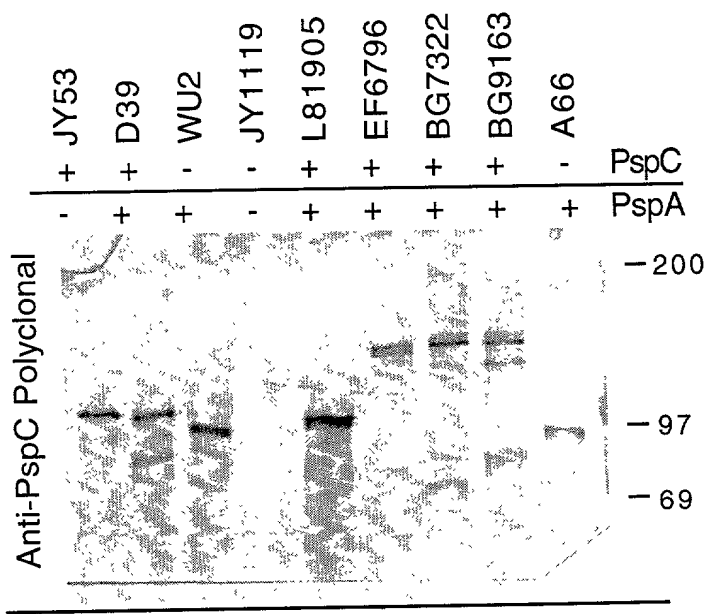 JY53 D39 WU2 JY1119 L81905 EF6796 BG7322 BG9163 A66
+ + - - + + + + - PspC
- + + - + + + + + PspA
Anti-PspC Polyclonal
-200
-97
-69